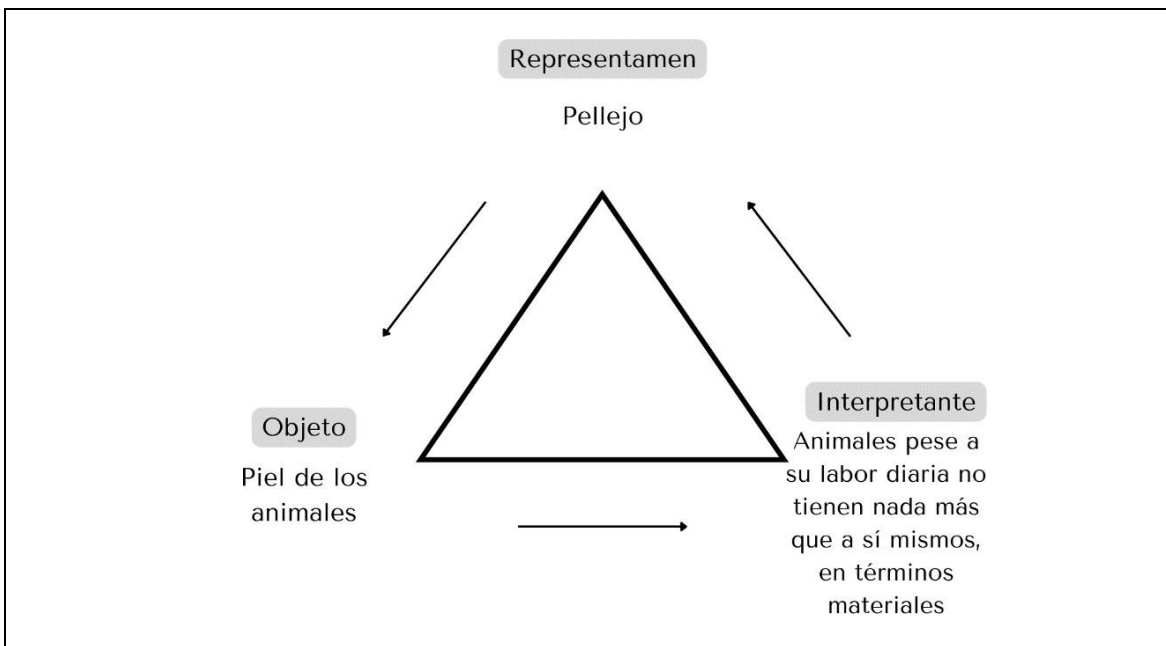 Representamen
Pellejo
Objeto
Piel de los
animales
Interpretante
Animales pese a
su labor diaria no
tienen nada más
que a sí mismos,
en términos
materiales